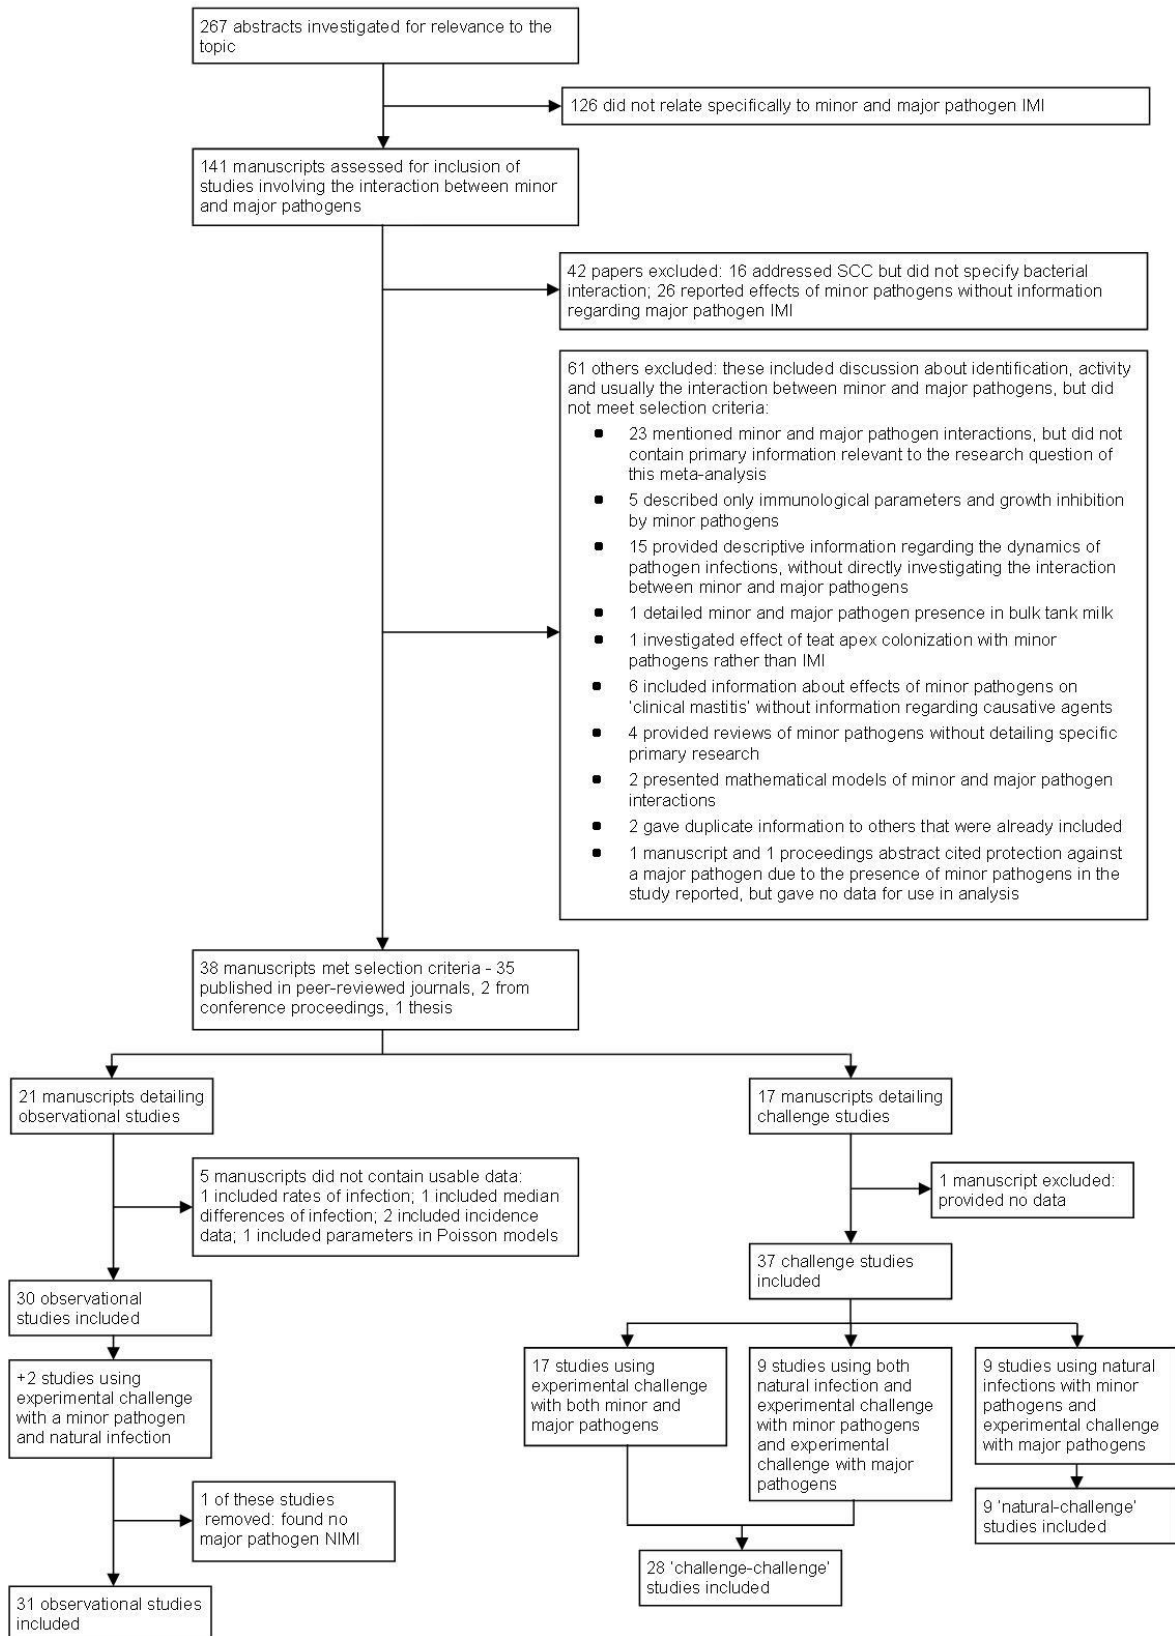 267 abstracts investigated for relevance to the
topic
126 did not relate specifically to minor and major pathogen IMI
141 manuscripts assessed for inclusion of
studies involving the interaction between minor
and major pathogens
42 papers excluded: 16 addressed SCC but did not specify bacterial
interaction; 26 reported effects of minor pathogens without information
regarding major pathogen IMI
61 others excluded: these included discussion about identification, activity
and usually the interaction between minor and major pathogens, but did
not meet selection criteria:
■ 23 mentioned minor and major pathogen interactions, but did not
contain primary information relevant to the research question of
this meta-analysis
■ 5 described only immunological parameters and growth inhibition
by minor pathogens
■ 15 provided descriptive information regarding the dynamics of
pathogen infections, without directly investigating the interaction
between minor and major pathogens
■ 1 detailed minor and major pathogen presence in bulk tank milk
■ 1 investigated effect of teat apex colonization with minor
pathogens rather than IMI
■ 6 included information about effects of minor pathogens on
'clinical mastitis' without information regarding causative agents
■ 4 provided reviews of minor pathogens without detailing specific
primary research
■ 2 presented mathematical models of minor and major pathogen
interactions
■ 2 gave duplicate information to others that were already included
■ 1 manuscript and 1 proceedings abstract cited protection against
a major pathogen due to the presence of minor pathogens in the
study reported, but gave no data for use in analysis
38 manuscripts met selection criteria - 35
published in peer-reviewed journals, 2 from
conference proceedings, 1 thesis
21 manuscripts detailing
observational studies
5 manuscripts did not contain usable data:
1 included rates of infection; 1 included median
differences of infection; 2 included incidence
data; 1 included parameters in Poisson models
30 observational
studies included
+2 studies using
experimental challenge
with a minor pathogen
and natural infection
1 of these studies
removed: found no
major pathogen NIMI
31 observational studies
included
17 manuscripts detailing
challenge studies
1 manuscript excluded:
provided no data
37 challenge studies
included
17 studies using
experimental challenge
with both minor and
major pathogens
9 studies using both
natural infection and
experimental challenge
with minor pathogens
and experimental
challenge with major
pathogens
9 studies using natural
infections with minor
pathogens and
experimental challenge
with major pathogens
28 'challenge-challenge'
studies included
9 'natural-challenge'
studies included